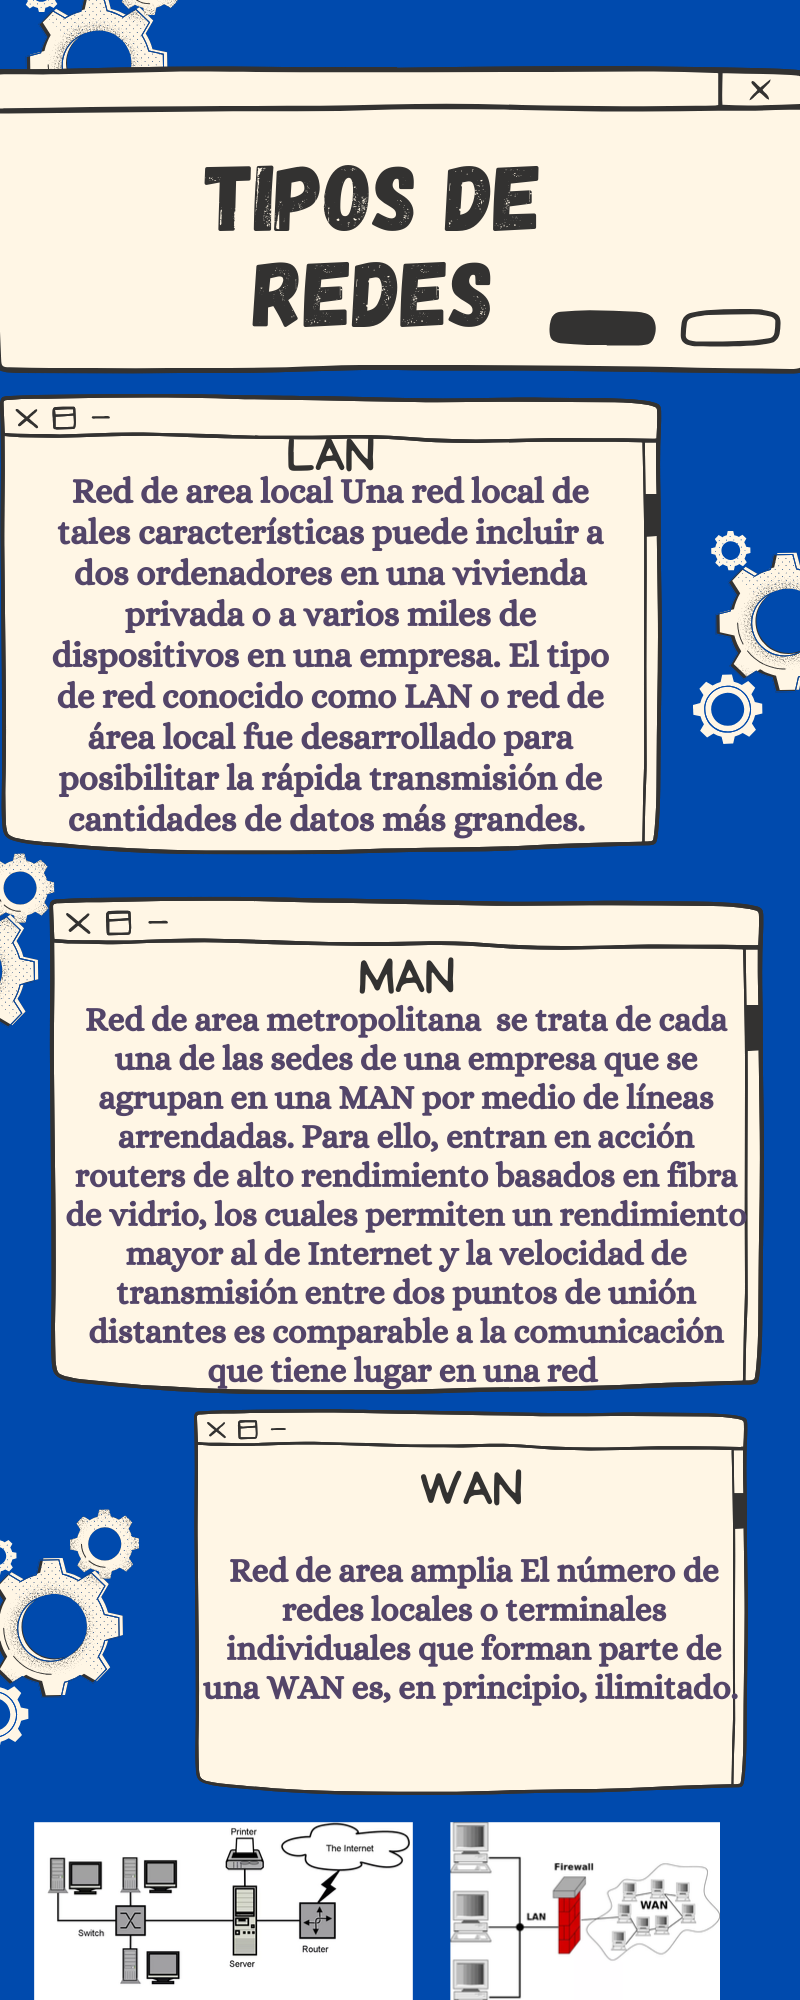 TIPOS DE
REDES
LAN
Red de area local Una red local de
tales características puede incluir a
dos ordenadores en una vivienda
privada o a varios miles de
dispositivos en una empresa. El tipo
de red conocido como LAN o red de
área local fue desarrollado para
posibilitar la rápida transmisión de
cantidades de datos más grandes.
MAN
Red de area metropolitana se trata de cada
una de las sedes de una empresa que se
agrupan en una MAN por medio de líneas
arrendadas. Para ello, entran en acción
routers de alto rendimiento basados en fibra
de vidrio, los cuales permiten un rendimiento
mayor al de Internet y la velocidad de
transmisión entre dos puntos de unión
distantes es comparable a la comunicación
que tiene lugar en una red
WAN
Red de area amplia El número de
redes locales o terminales
individuales que forman parte de
una WAN es, en principio, ilimitado.
Printer
The Internet
Switch
Server
Router
Firewall
LAN
WAN